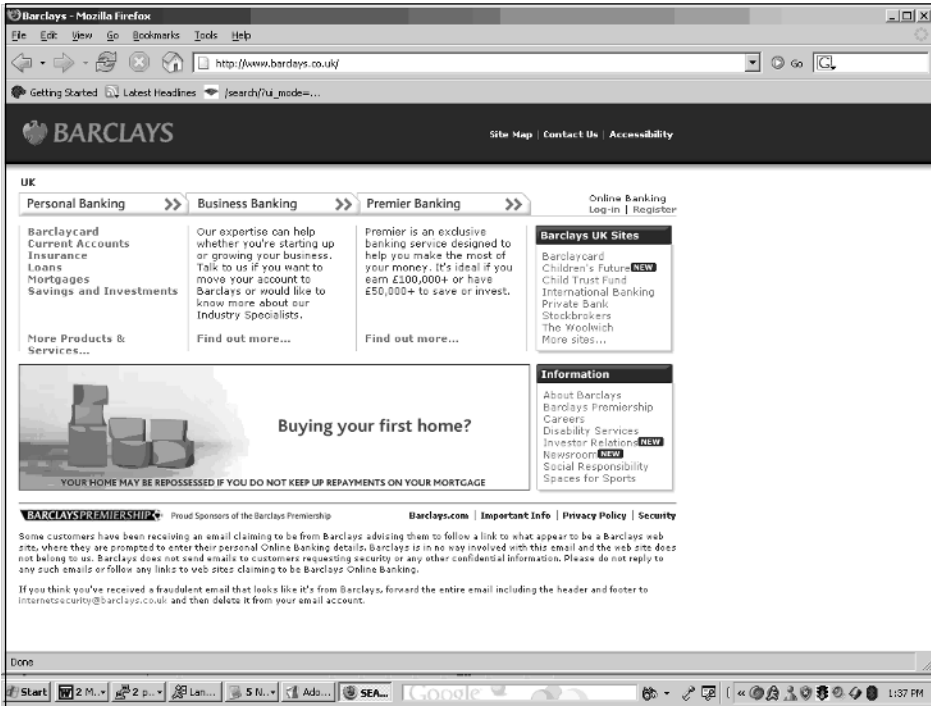 Barclays - Mozilla Firefox
File Edit View Go Bookmarks Tools Help
http://www.barclays.co.uk/
Go
G
Getting Started Latest Headlines /search/?ui_mode=...
BARCLAYS
Site Map | Contact Us | Accessibility
UK
Personal Banking >>
Business Banking >>
Premier Banking >>
Online Banking
Log-in | Register
Barclaycard
Current Accounts
Insurance
Loans
Mortgages
Savings and Investments
More Products &
Services...
Our expertise can help
whether you're starting up
or growing your business.
Talk to us if you want to
move your account to
Barclays or would like to
know more about our
Industry Specialists.
Find out more...
Premier is an exclusive
banking service designed to
help you make the most of
your money. It's ideal if you
earn £100,000+ or have
£50,000+ to save or invest.
Find out more...
Barclays UK Sites
Barclaycard
Children's Future NEW
Child Trust Fund
International Banking
Private Bank
Stockbrokers
The Woolwich
More sites...
Buying your first home?
YOUR HOME MAY BE REPOSSESSED IF YOU DO NOT KEEP UP REPAYMENTS ON YOUR MORTGAGE
Information
About Barclays
Barclays Premiership
Careers
Disability Services
Investor Relations NEW
Newsroom NEW
Social Responsibility
Spaces for Sports
BARCLAYS PREMIERSHIP Proud Sponsors of the Barclays Premiership
Barclays.com | Important Info | Privacy Policy | Security
Some customers have been receiving an email claiming to be from Barclays advising them to follow a link to what appear to be a Barclays web
site, where they are prompted to enter their personal Online Banking details. Barclays is in no way involved with this email and the web site does
not belong to us. Barclays does not send emails to customers requesting security or any other confidential information. Please do not reply to
any such emails or follow any links to web sites claiming to be Barclays Online Banking.
If you think you've received a fraudulent email that looks like it's from Barclays, forward the entire email including the header and footer to
internetsecurity@barclays.co.uk and then delete it from your email account.
Done
Start 2 M.. 2 p.. Lan... 5 N.. Ado... SEA... Google 1:37 PM